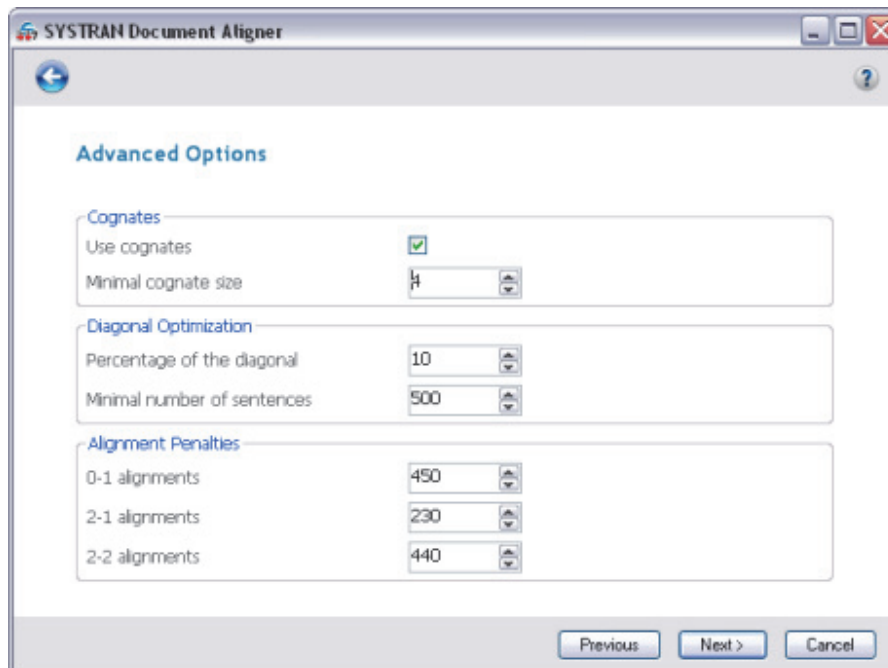 SYSTRAN Document Aligner
Advanced Options
Cognates
Use cognates
Minimal cognate size 4
Diagonal Optimization
Percentage of the diagonal 10
Minimal number of sentences 500
Alignment Penalties
0-1 alignments 450
2-1 alignments 230
2-2 alignments 440
Previous Next > Cancel